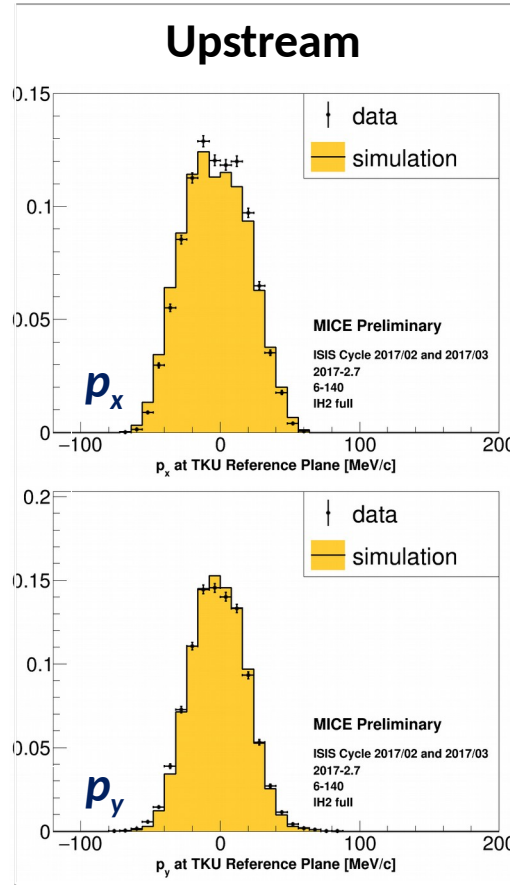 Upstream
0.15
0.1
0.05
0
data
simulation
MICE Preliminary
ISIS Cycle 2017/02 and 2017/03
2017-2.7
6-140
IH2 full
px
−100 0 100 200
px at TKU Reference Plane [MeV/c]
0.2
0.15
0.1
0.05
0
data
simulation
MICE Preliminary
ISIS Cycle 2017/02 and 2017/03
2017-2.7
6-140
IH2 full
py
−100 0 100 200
py at TKU Reference Plane [MeV/c]